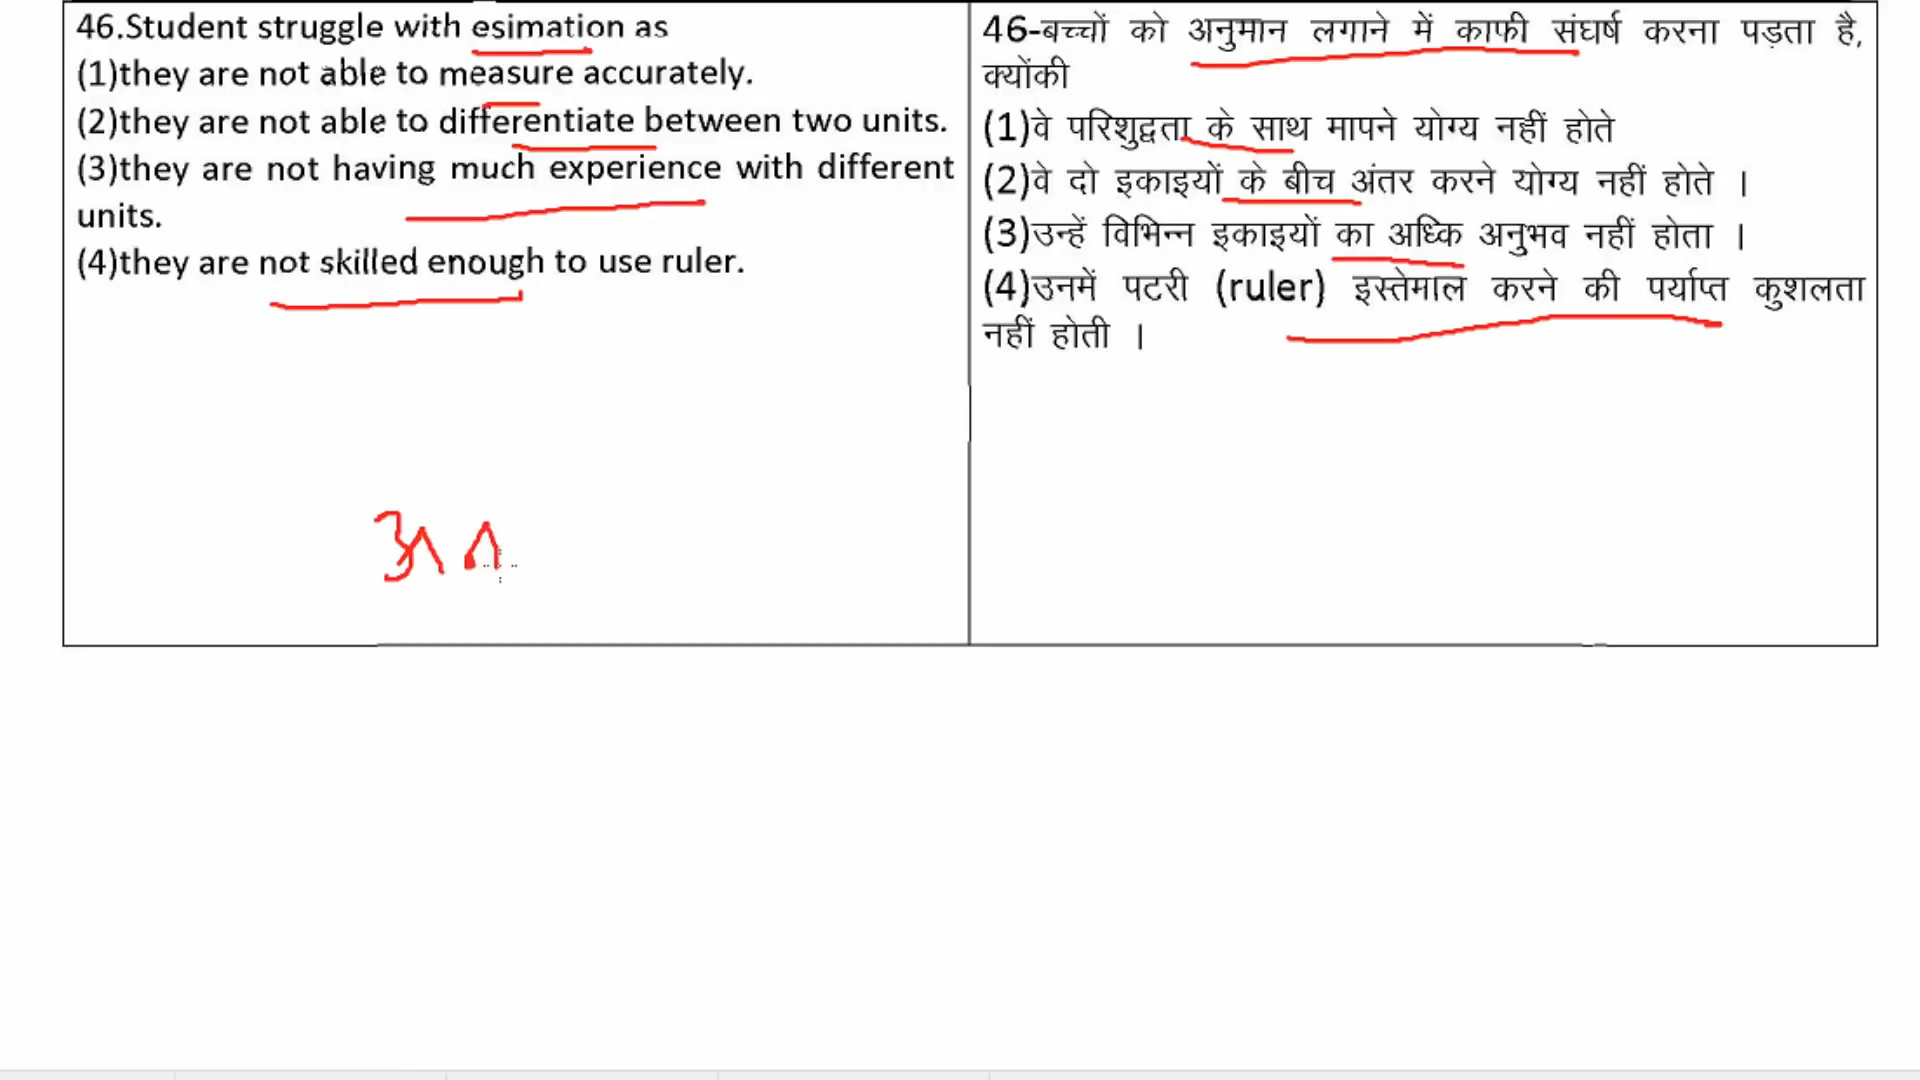 46.Student struggle with esimation as
(1)they are not able to measure accurately.
(2)they are not able to differentiate between two units.
(3)they are not having much experience with different
units.
(4)they are not skilled enough to use ruler.
46-बच्चों को अनुमान लगाने में काफी संघर्ष करना पड़ता है,
क्योंकी
(1)वे परिशुद्वता के साथ मापने योग्य नहीं होते
(2)वे दो इकाइयों के बीच अंतर करने योग्य नहीं होते ।
(3)उन्हें विभिन्न इकाइयों का अध्कि अनुभव नहीं होता ।
(4)उनमें पटरी (ruler) इस्तेमाल करने की पर्याप्त कुशलता
नहीं होती ।